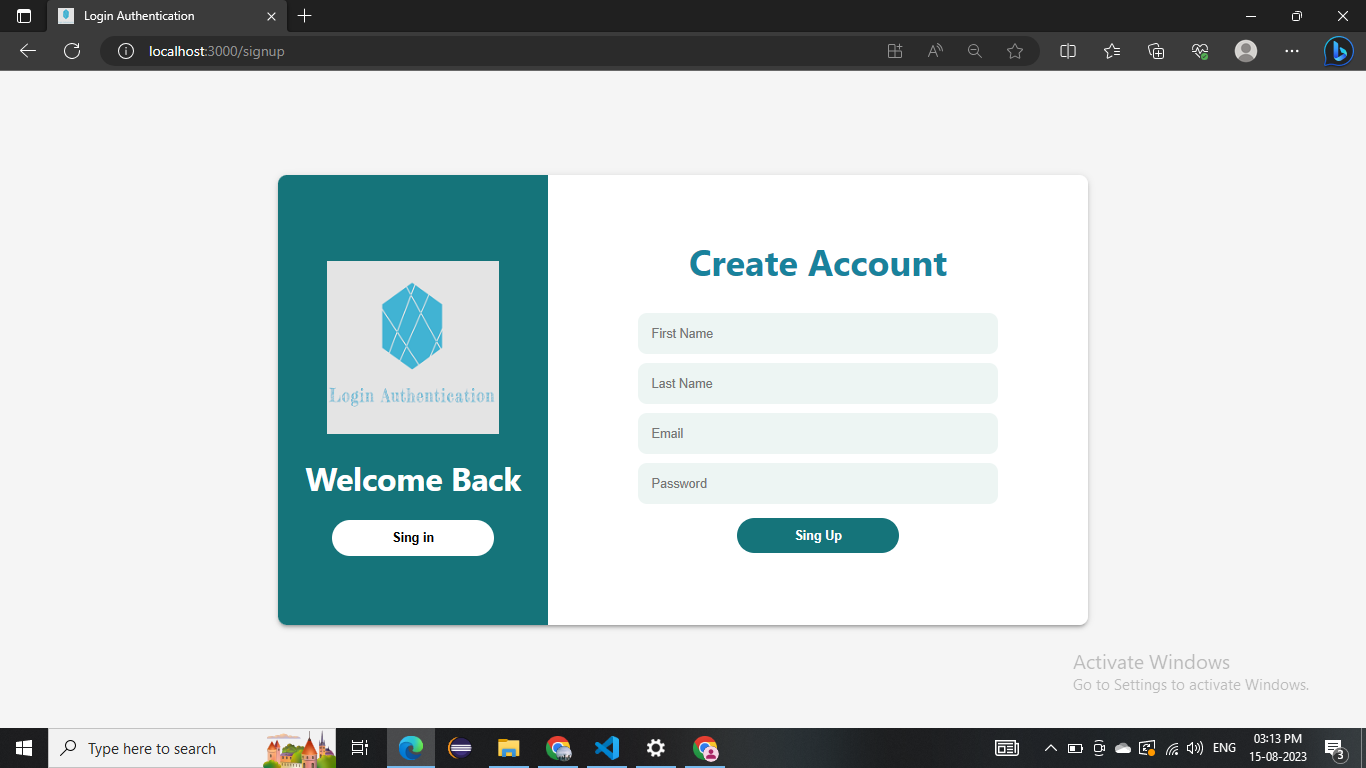 Login Authentication
localhost:3000/signup
Login Authentication
Welcome Back
Sing in
Create Account
First Name
Last Name
Email
Password
Sing Up
Activate Windows
Go to Settings to activate Windows.
Type here to search
ENG
03:13 PM
15-08-2023
3